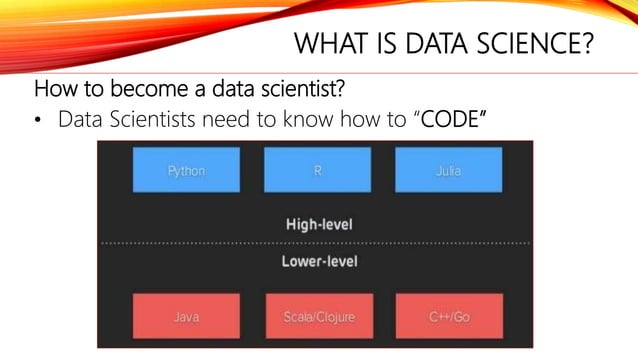 WHAT IS DATA SCIENCE?
How to become a data scientist?
• Data Scientists need to know how to “CODE”
Python R Julia
High-level
Lower-level
Java Scala/Clojure C++/Go